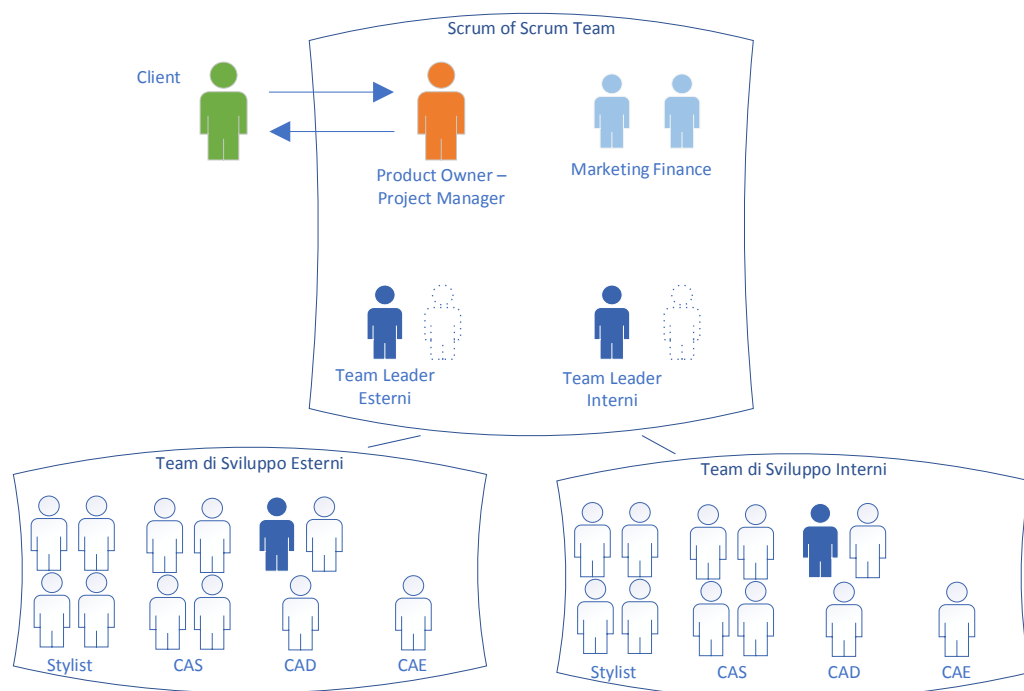 Scrum of Scrum Team
Client
Product Owner –
Project Manager
Marketing Finance
Team Leader
Esterni
Team Leader
Interni
Team di Sviluppo Esterni
Stylist
CAS
CAD
CAE
Team di Sviluppo Interni
Stylist
CAS
CAD
CAE